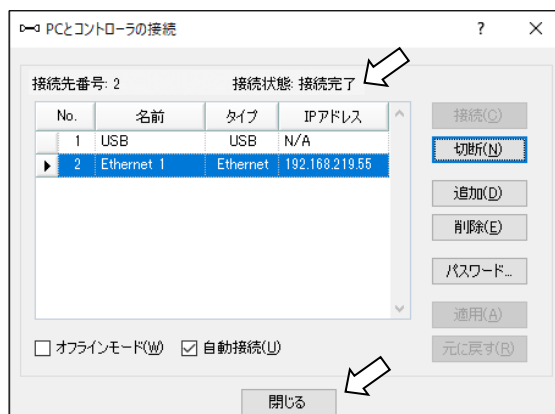 PCとコントローラの接続 ? ×
接続先番号: 2 接続状態: 接続完了
No. 名前 タイプ IPアドレス
1 USB USB N/A
2 Ethernet 1 Ethernet 192.168.219.55
接続(C)
切断(N)
追加(D)
削除(E)
パスワード...
適用(A)
元に戻す(R)
オフラインモード(W) 自動接続(U)
閉じる